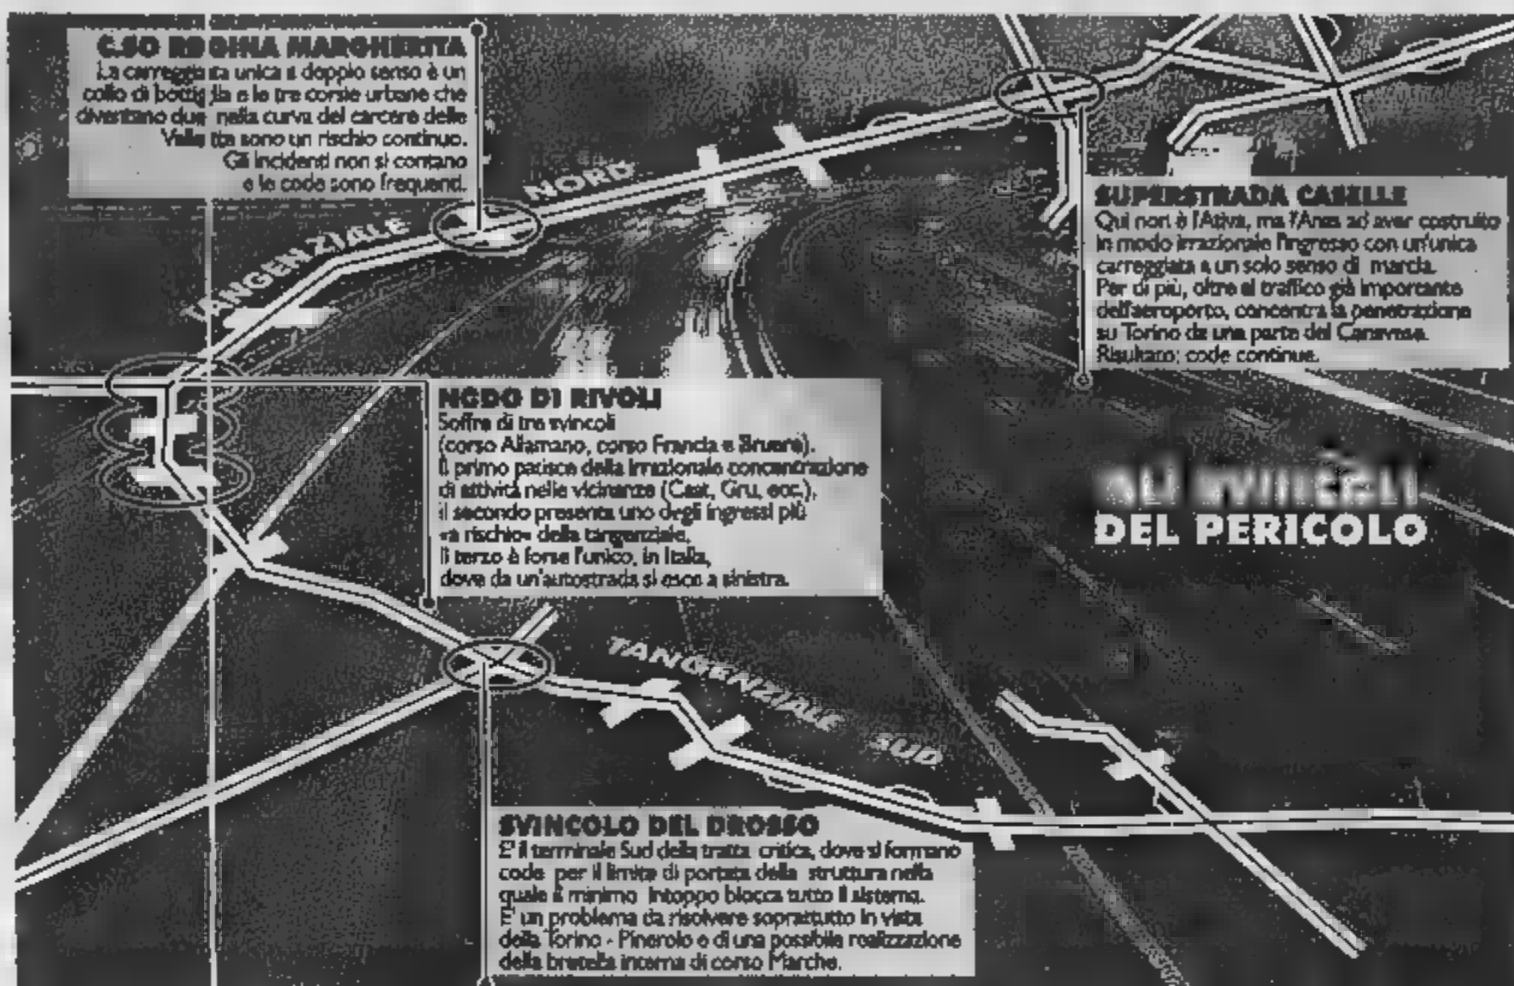 C.SO REGINA MARGHERITA
La carreggiata unica a doppio senso è un
collo di bottiglia e le tre corsie urbane che
diventano due nella curva del carcere delle
Vallette sono un rischio continuo.
Gli incidenti non si contano
e le code sono frequenti.
TANGENZIALE NORD
SUPERSTRADA CASELLE
Qui non è l'Ativa, ma l'Anas ad aver costruito
in modo irrazionale l'ingresso con un'unica
carreggiata a un solo senso di marcia.
Per di più, oltre al traffico già importante
dell'aeroporto, concentra la penetrazione
su Torino da una parte del Canavese.
Risultato: code continue.
NODO DI RIVOLI
Soffre di tre svincoli
(corso Allamano, corso Francia e Bruere).
Il primo patisce della irrazionale concentrazione
di attività nelle vicinanze (Caat, Gru, ecc.),
il secondo presenta uno degli ingressi più
«a rischio» della tangenziale.
Il terzo è forse l'unico, in Italia,
dove da un'autostrada si esce a sinistra.
GLI SVINCOLI
DEL PERICOLO
TANGENZIALE SUD
SVINCOLO DEL DROSSO
E' il terminale Sud della tratta critica, dove si formano
code per il limite di portata della struttura nella
quale il minimo intoppo blocca tutto il sistema.
E' un problema da risolvere soprattutto in vista
della Torino - Pinerolo e di una possibile realizzazione
della bretella interna di corso Marche.